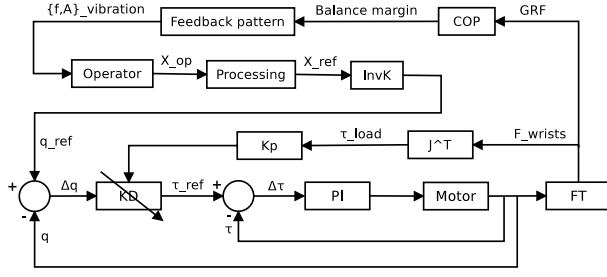 {f,A}_vibration
Feedback pattern
Balance margin
COP
GRF
Operator
X_op
Processing
X_ref
InvK
q_ref
Kp
τ_load
J^T
F_wrists
+
-
Δq
KD
τ_ref
+
-
Δτ
PI
Motor
FT
τ
q